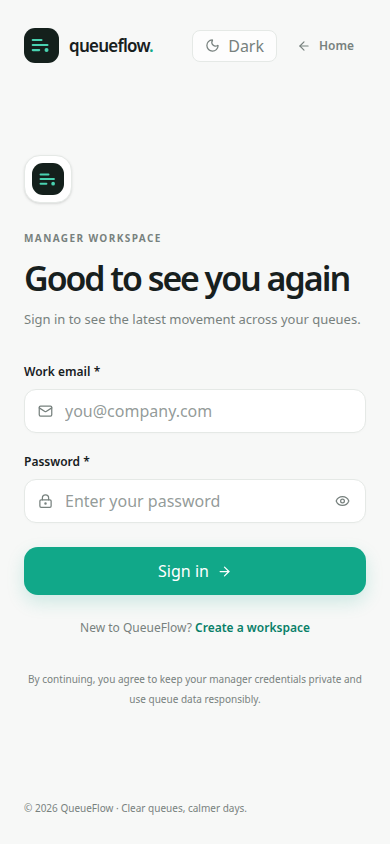 queueflow.
Dark
Home
MANAGER WORKSPACE
Good to see you again
Sign in to see the latest movement across your queues.
Work email *
you@company.com
Password *
Enter your password
Sign in
New to QueueFlow? Create a workspace
By continuing, you agree to keep your manager credentials private and
use queue data responsibly.
© 2026 QueueFlow · Clear queues, calmer days.